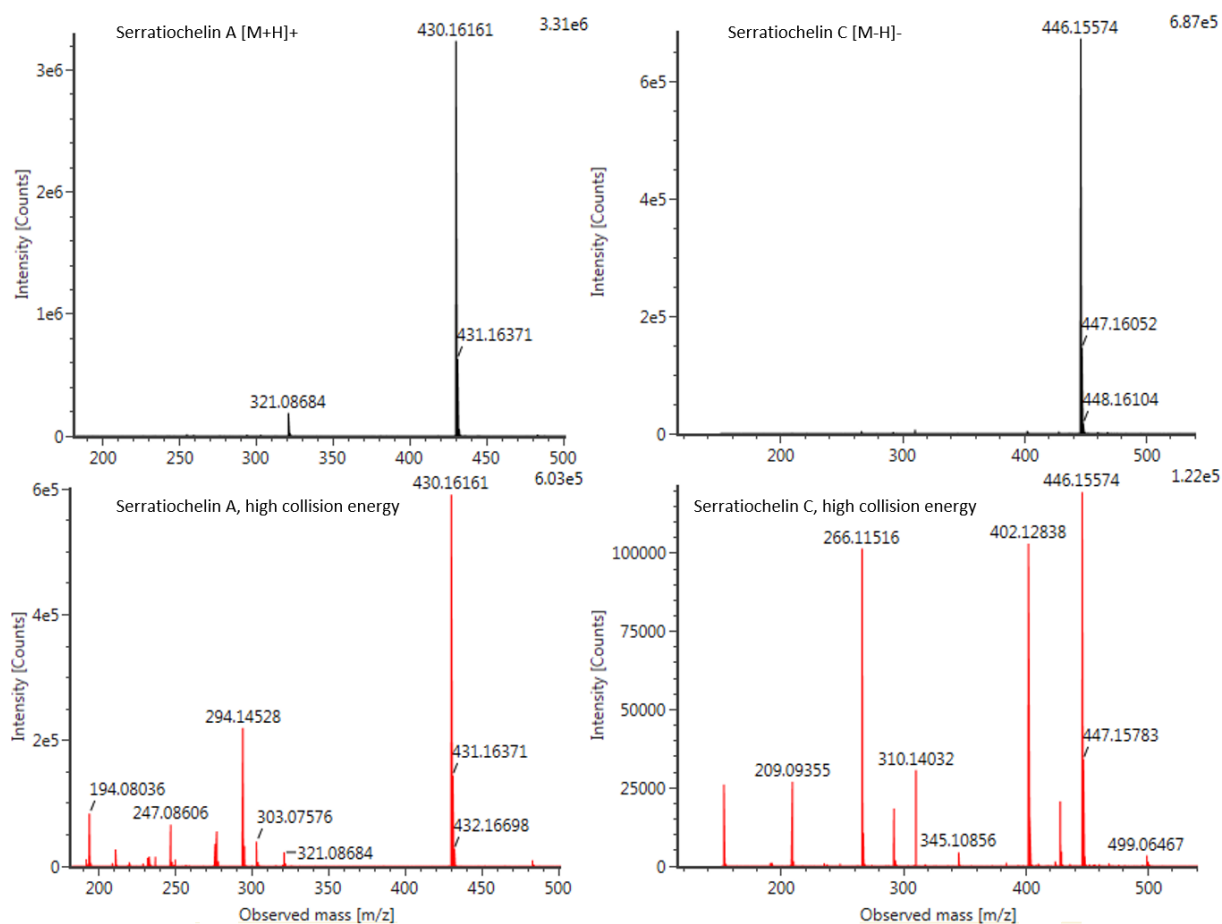 Serratiochelin A [M+H]+
430.16161
3.31e6
3e6
2e6
1e6
0
Intensity [Counts]
431.16371
321.08684
200
250
300
350
400
450
500
Serratiochelin C [M-H]-
446.15574
6.87e5
6e5
4e5
2e5
0
Intensity [Counts]
447.16052
448.16104
200
300
400
500
Serratiochelin A, high collision energy
430.16161
6.03e5
6e5
4e5
2e5
0
Intensity [Counts]
294.14528
431.16371
194.08036
247.08606
303.07576
432.16698
321.08684
200
250
300
350
400
450
500
Observed mass [m/z]
Serratiochelin C, high collision energy
446.15574
1.22e5
100000
75000
50000
25000
0
Intensity [Counts]
266.11516
402.12838
447.15783
310.14032
209.09355
345.10856
499.06467
200
300
400
500
Observed mass [m/z]